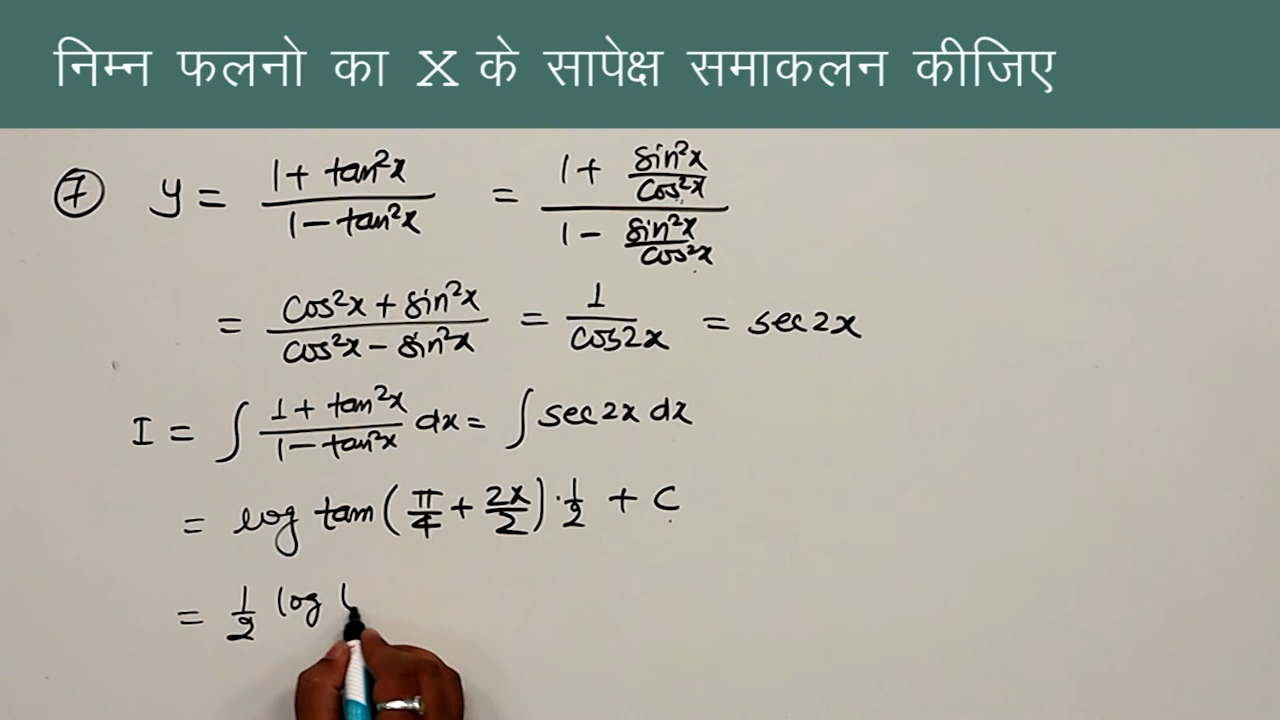 निम्न फलनो का X के सापेक्ष समाकलन कीजिए
⑦ y = (1 + tan²x)/(1 − tan²x) = (1 + sin²x/cos²x)/(1 − sin²x/cos²x)
= (cos²x + sin²x)/(cos²x − sin²x) = 1/cos2x = sec2x
I = ∫ (1 + tan²x)/(1 − tan²x) dx = ∫ sec2x dx
= log tan(π/4 + 2x/2) · 1/2 + C
= 1/2 log